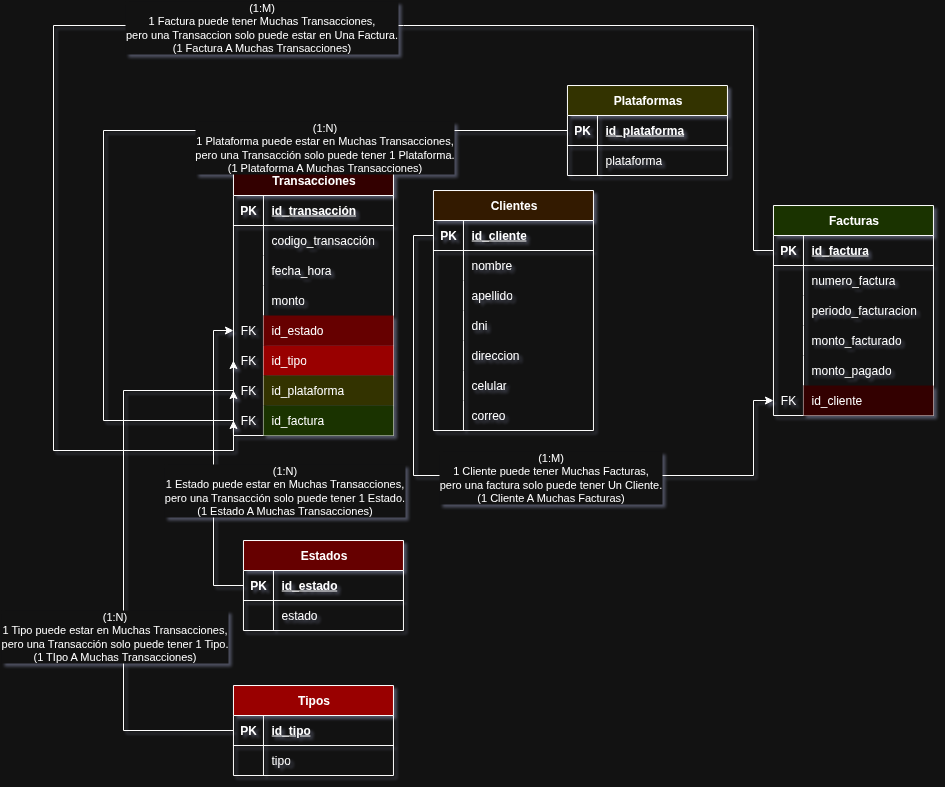 (1:M)
1 Factura puede tener Muchas Transacciones,
pero una Transaccion solo puede estar en Una Factura.
(1 Factura A Muchas Transacciones)
Plataformas
PK id_plataforma
plataforma
(1:N)
1 Plataforma puede estar en Muchas Transacciones,
pero una Transacción solo puede tener 1 Plataforma.
(1 Plataforma A Muchas Transacciones)
Transacciones
PK id_transacción
codigo_transacción
fecha_hora
monto
FK id_estado
FK id_tipo
FK id_plataforma
FK id_factura
Clientes
PK id_cliente
nombre
apellido
dni
direccion
celular
correo
Facturas
PK id_factura
numero_factura
periodo_facturacion
monto_facturado
monto_pagado
FK id_cliente
(1:M)
1 Cliente puede tener Muchas Facturas,
pero una factura solo puede tener Un Cliente.
(1 Cliente A Muchas Facturas)
(1:N)
1 Estado puede estar en Muchas Transacciones,
pero una Transacción solo puede tener 1 Estado.
(1 Estado A Muchas Transacciones)
Estados
PK id_estado
estado
(1:N)
1 Tipo puede estar en Muchas Transacciones,
pero una Transacción solo puede tener 1 Tipo.
(1 TIpo A Muchas Transacciones)
Tipos
PK id_tipo
tipo